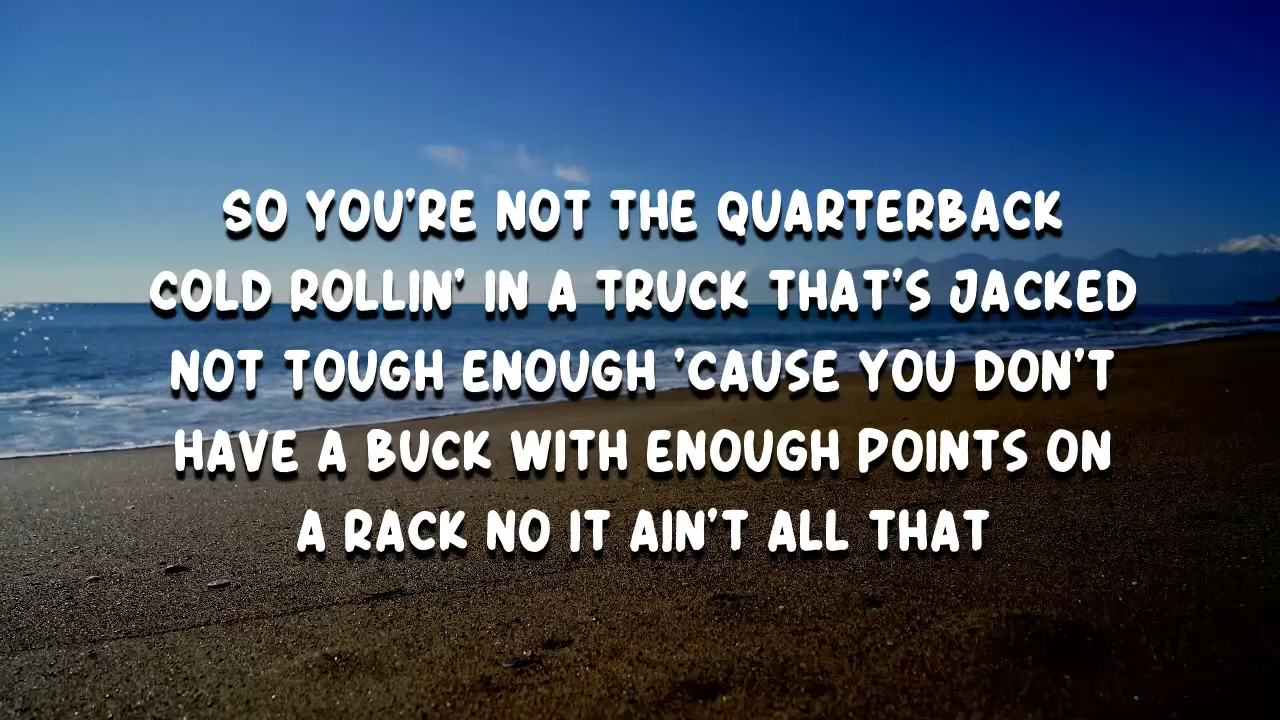 SO YOU'RE NOT THE QUARTERBACK
COLD ROLLIN' IN A TRUCK THAT'S JACKED
NOT TOUGH ENOUGH 'CAUSE YOU DON'T
HAVE A BUCK WITH ENOUGH POINTS ON
A RACK NO IT AIN'T ALL THAT